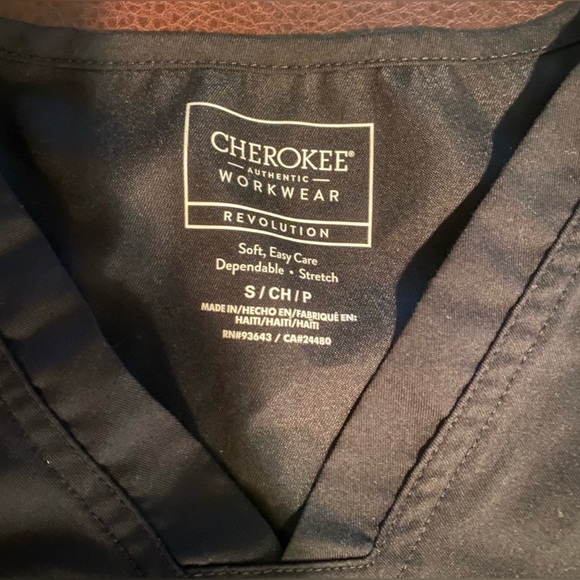 CHEROKEE®
AUTHENTIC
WORKWEAR
REVOLUTION
Soft, Easy Care
Dependable • Stretch
S / CH / P
MADE IN/HECHO EN/FABRIQUÉ EN:
HAITI/HAITÍ/HAÏTI
RN#93643 / CA#24480